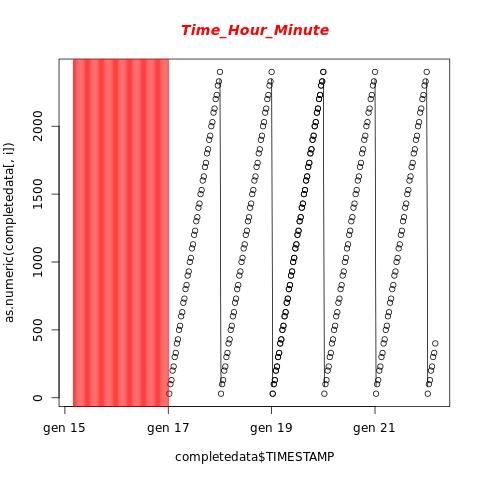 Time_Hour_Minute
as.numeric(completedata[, i])
2000
1500
1000
500
0
gen 15 gen 17 gen 19 gen 21
completedata$TIMESTAMP